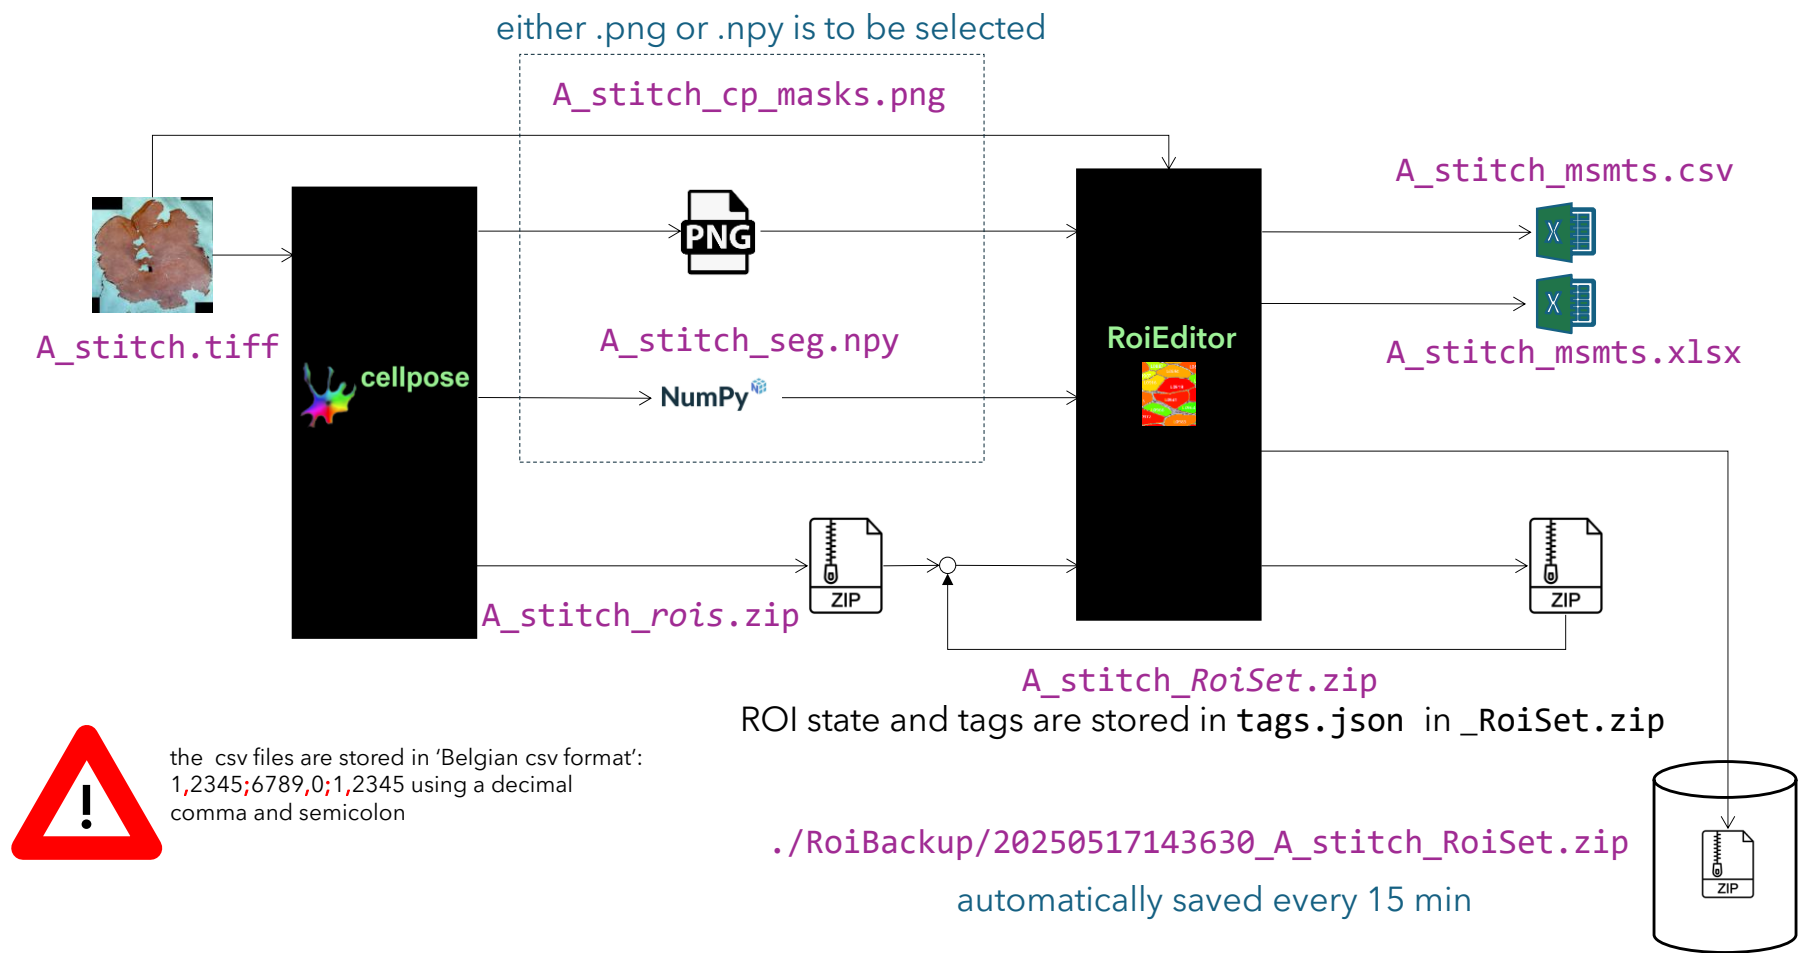 either .png or .npy is to be selected
A_stitch_cp_masks.png
A_stitch_msmts.csv
PNG
A_stitch.tiff
A_stitch_seg.npy
RoiEditor
A_stitch_msmts.xlsx
cellpose
NumPy
ZIP
ZIP
A_stitch_rois.zip
A_stitch_RoiSet.zip
ROI state and tags are stored in tags.json in _RoiSet.zip
the csv files are stored in ‘Belgian csv format’:
1,2345;6789,0;1,2345 using a decimal
comma and semicolon
!
./RoiBackup/20250517143630_A_stitch_RoiSet.zip
ZIP
automatically saved every 15 min
X
X